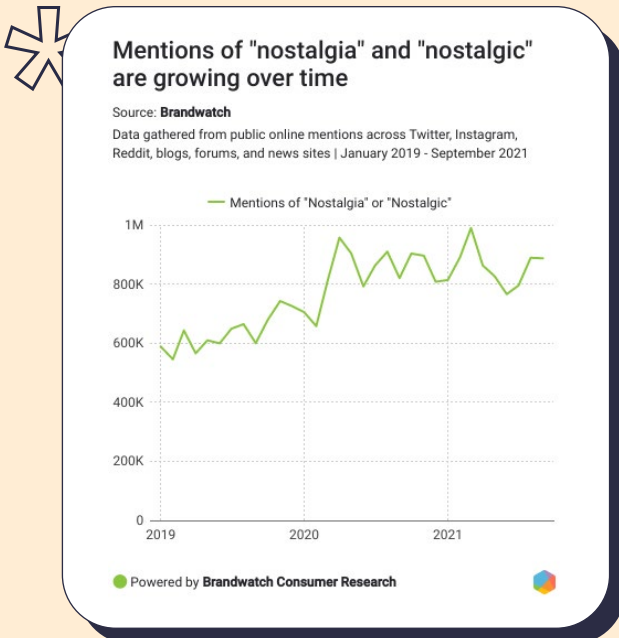 Mentions of "nostalgia" and "nostalgic"
are growing over time
Source: Brandwatch
Data gathered from public online mentions across Twitter, Instagram,
Reddit, blogs, forums, and news sites | January 2019 - September 2021
Mentions of "Nostalgia" or "Nostalgic"
1M
800K
600K
400K
200K
0
2019 2020 2021
Powered by Brandwatch Consumer Research